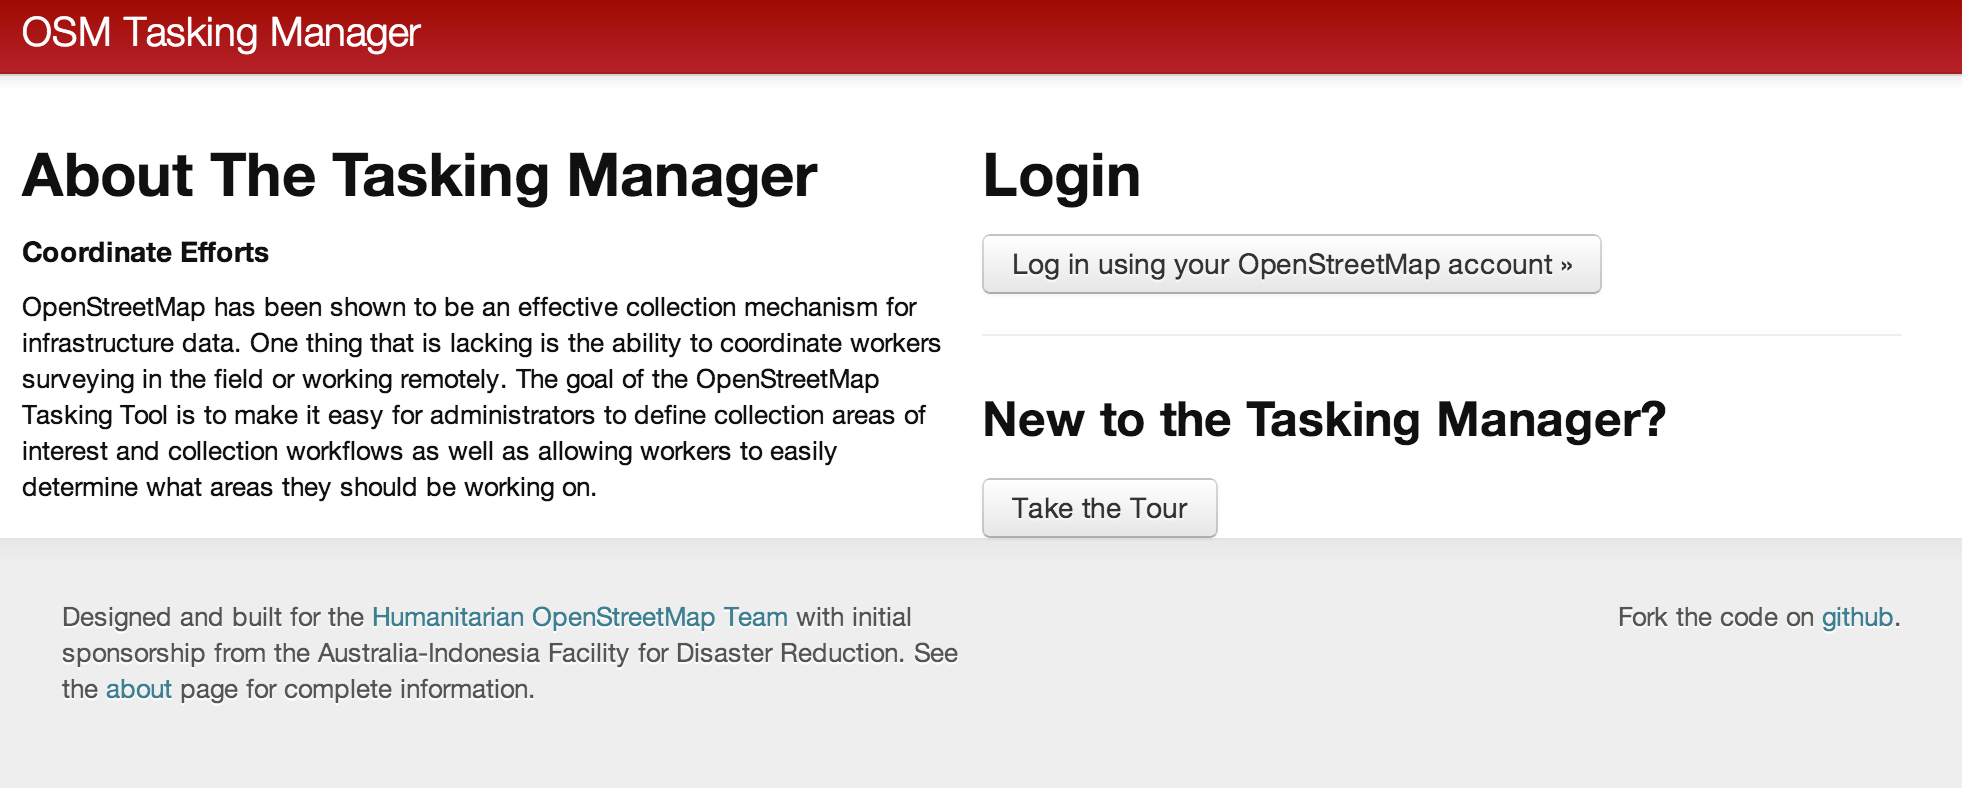 OSM Tasking Manager
About The Tasking Manager
Coordinate Efforts
OpenStreetMap has been shown to be an effective collection mechanism for
infrastructure data. One thing that is lacking is the ability to coordinate workers
surveying in the field or working remotely. The goal of the OpenStreetMap
Tasking Tool is to make it easy for administrators to define collection areas of
interest and collection workflows as well as allowing workers to easily
determine what areas they should be working on.
Login
Log in using your OpenStreetMap account »
New to the Tasking Manager?
Take the Tour
Designed and built for the Humanitarian OpenStreetMap Team with initial
sponsorship from the Australia-Indonesia Facility for Disaster Reduction. See
the about page for complete information.
Fork the code on github.